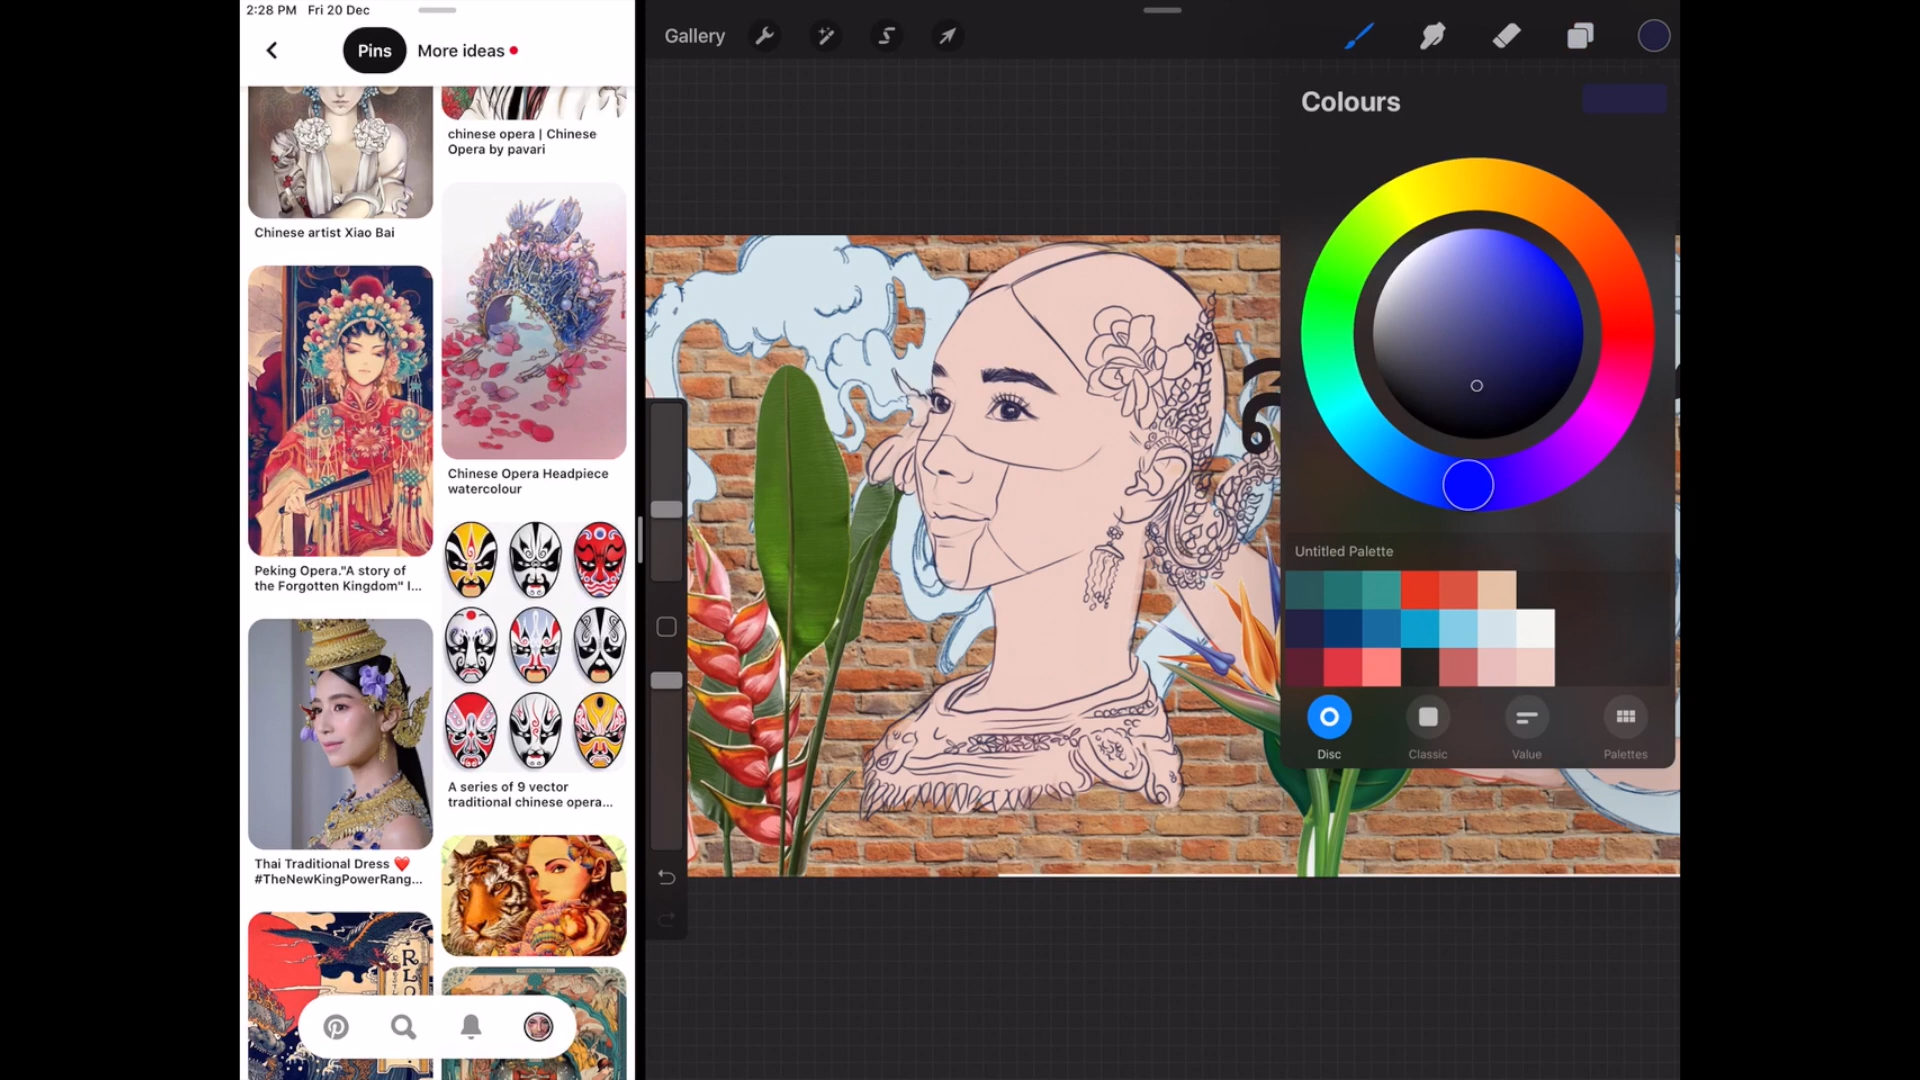 2:28 PM Fri 20 Dec
Pins More ideas
chinese opera | Chinese
Opera by pavari
Chinese artist Xiao Bai
Chinese Opera Headpiece
watercolour
Peking Opera."A story of
the Forgotten Kingdom" I...
A series of 9 vector
traditional chinese opera...
Thai Traditional Dress ❤️
#TheNewKingPowerRang...
Gallery
Colours
Untitled Palette
Disc
Classic
Value
Palettes